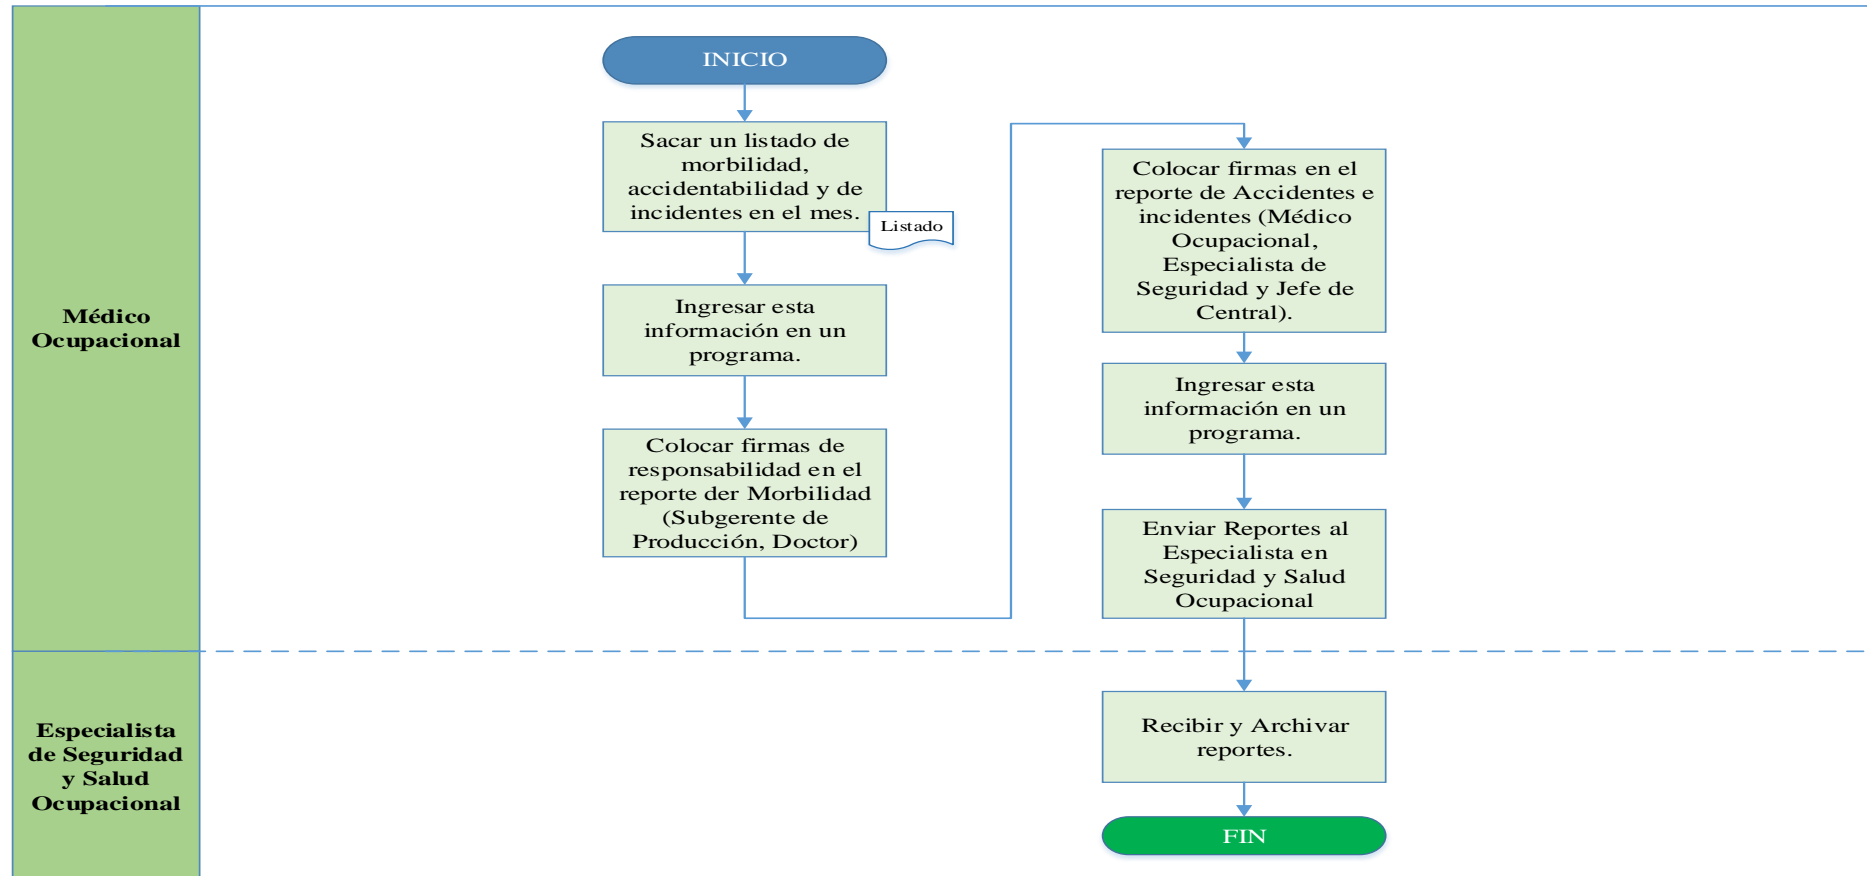 Médico
Ocupacional
INICIO
Sacar un listado de
morbilidad,
accidentabilidad y de
incidentes en el mes.
Listado
Ingresar esta
información en un
programa.
Colocar firmas de
responsabilidad en el
reporte der Morbilidad
(Subgerente de
Producción, Doctor)
Colocar firmas en el
reporte de Accidentes e
incidentes (Médico
Ocupacional,
Especialista de
Seguridad y Jefe de
Central).
Ingresar esta
información en un
programa.
Enviar Reportes al
Especialista en
Seguridad y Salud
Ocupacional
Especialista
de Seguridad
y Salud
Ocupacional
Recibir y Archivar
reportes.
FIN